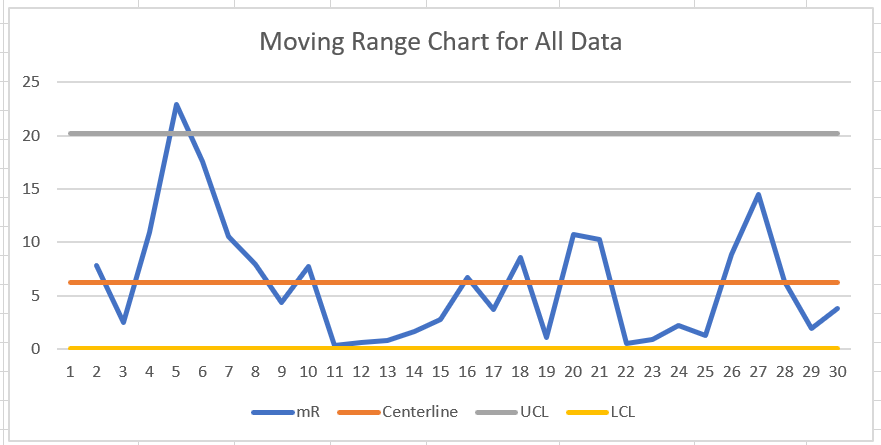 Moving Range Chart for All Data
25
20
15
10
5
0
1 2 3 4 5 6 7 8 9 10 11 12 13 14 15 16 17 18 19 20 21 22 23 24 25 26 27 28 29 30
mR Centerline UCL LCL